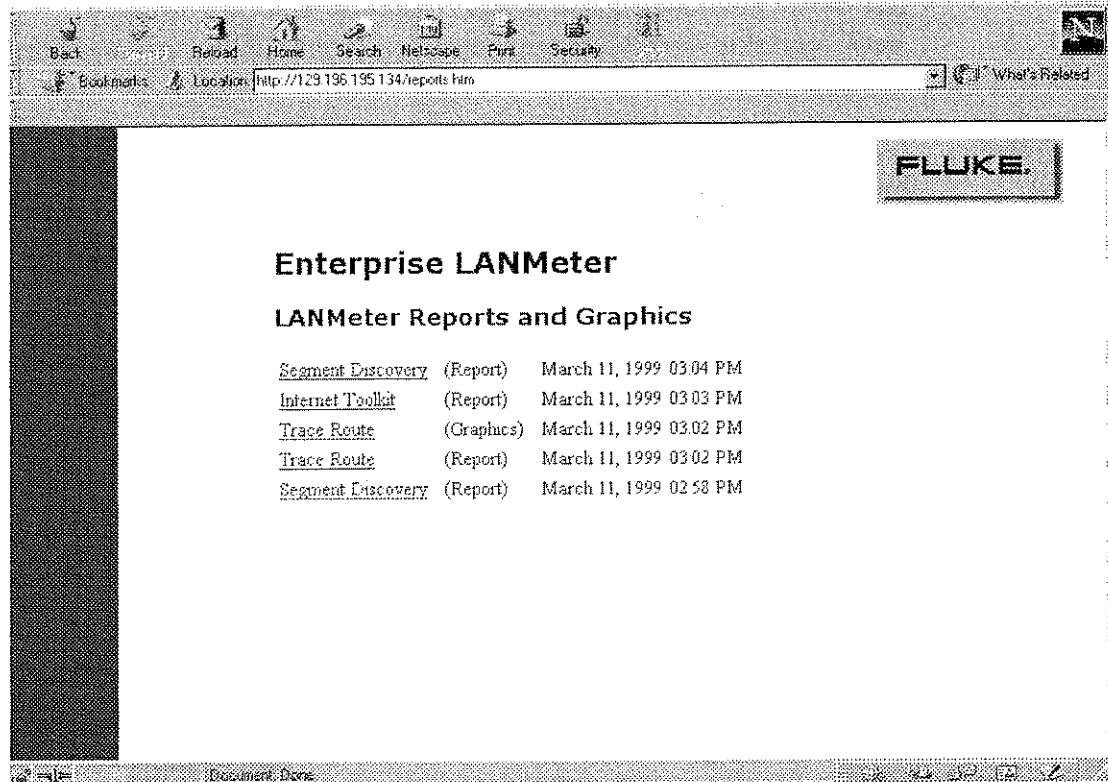 Back Reload Home Search Netscape Print Security
Bookmarks Location: http://129.196.195.134/reports.htm What's Related
FLUKE.
Enterprise LANMeter
LANMeter Reports and Graphics
Segment Discovery (Report) March 11, 1999 03:04 PM
Internet Toolkit (Report) March 11, 1999 03:03 PM
Trace Route (Graphics) March 11, 1999 03:02 PM
Trace Route (Report) March 11, 1999 03:02 PM
Segment Discovery (Report) March 11, 1999 02:58 PM
Document: Done